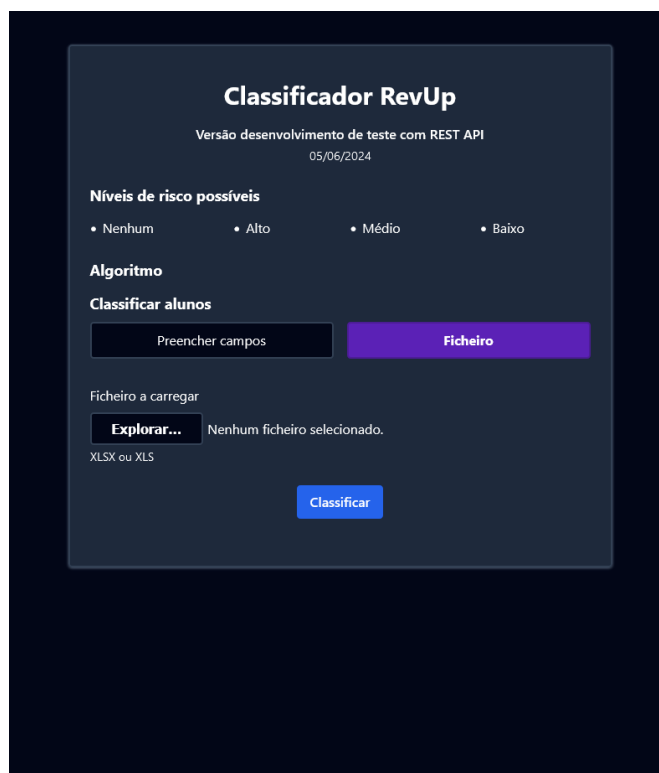 Classificador RevUp
Versão desenvolvimento de teste com REST API
05/06/2024
Níveis de risco possíveis
• Nenhum • Alto • Médio • Baixo
Algoritmo
Classificar alunos
Preencher campos Ficheiro
Ficheiro a carregar
Explorar... Nenhum ficheiro selecionado.
XLSX ou XLS
Classificar